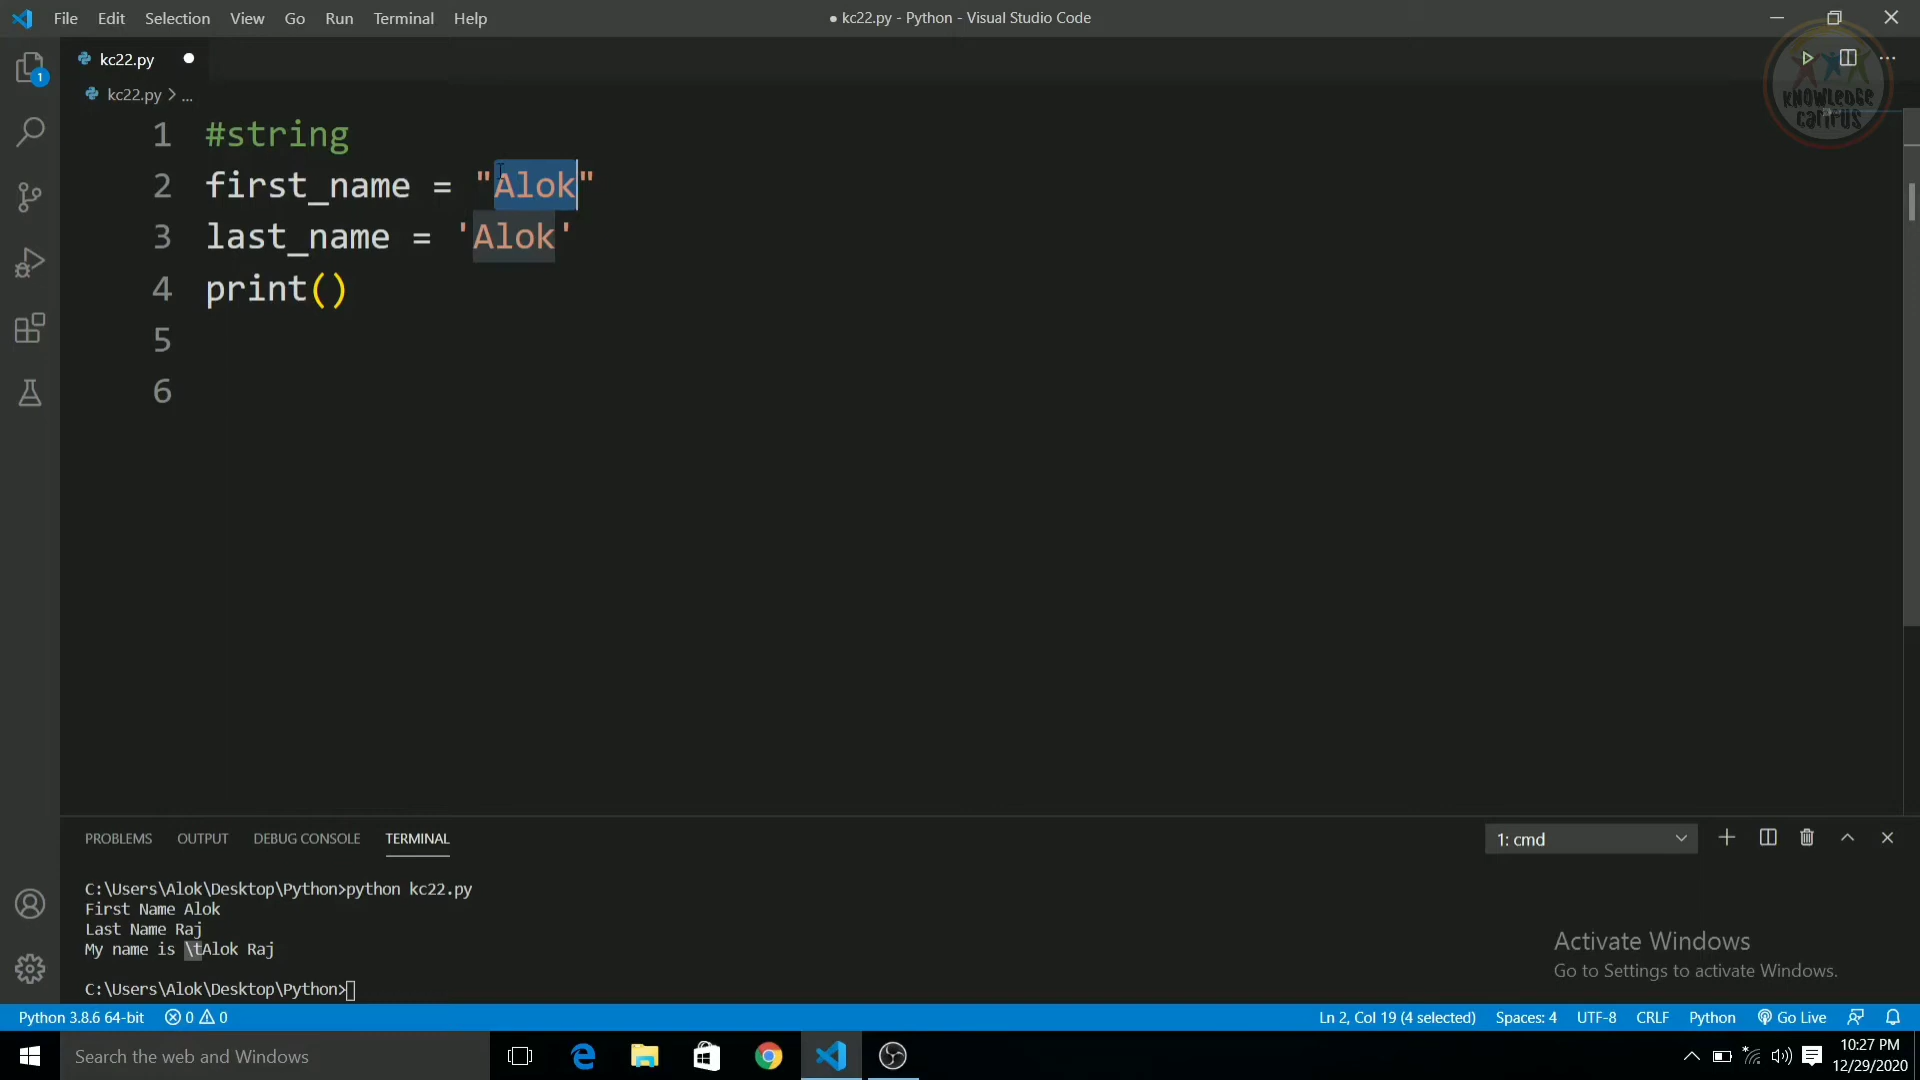 File Edit Selection View Go Run Terminal Help
● kc22.py - Python - Visual Studio Code
kc22.py
kc22.py > ...
KNOWLEDGE
1
1 #string
2 first_name = "Alok"
3 last_name = 'Alok'
4 print()
5
6
PROBLEMS OUTPUT DEBUG CONSOLE TERMINAL
1: cmd
C:\Users\Alok\Desktop\Python>python kc22.py
First Name Alok
Last Name Raj
My name is \tAlok Raj
C:\Users\Alok\Desktop\Python>
Activate Windows
Go to Settings to activate Windows.
Python 3.8.6 64-bit 0 0
Ln 2, Col 19 (4 selected) Spaces: 4 UTF-8 CRLF Python Go Live
Search the web and Windows
10:27 PM
12/29/2020